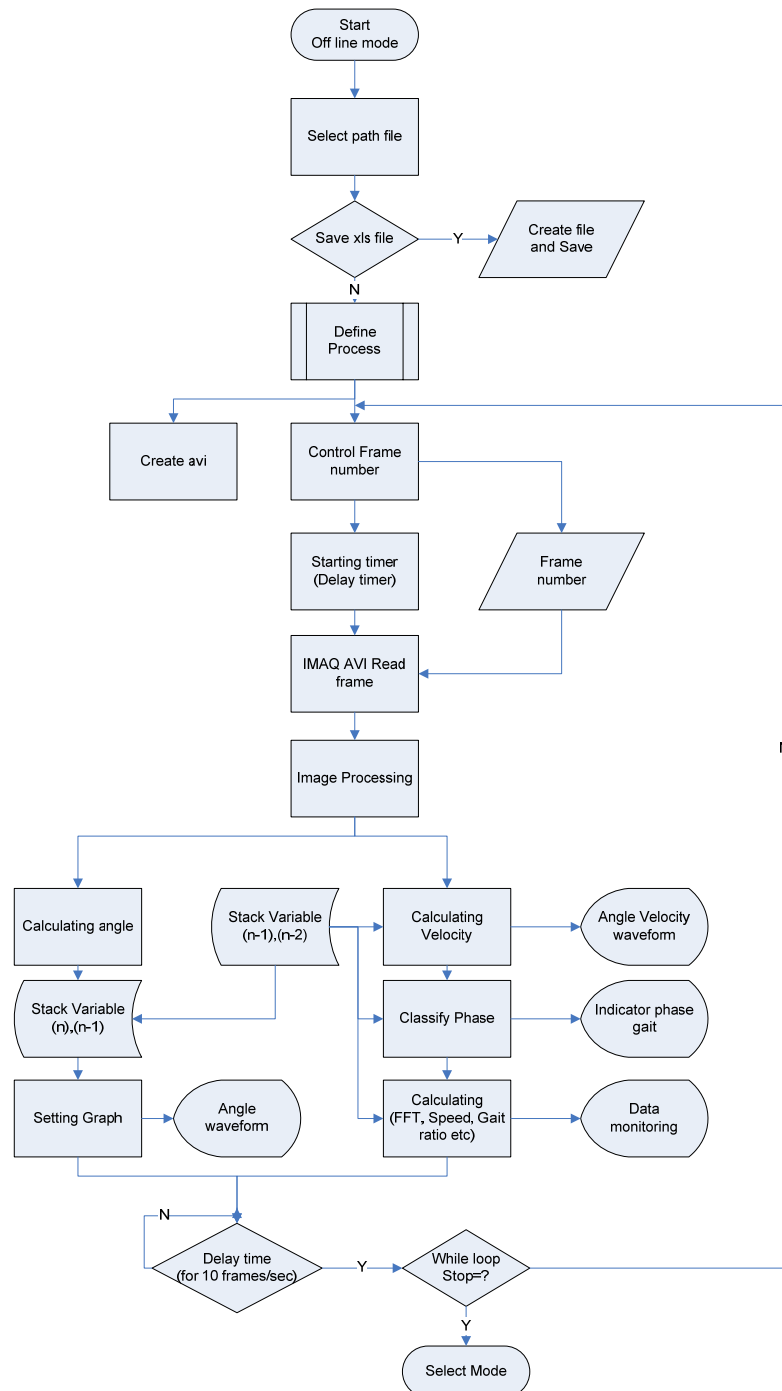 Start
Off line mode
Select path file
Save xls file
Y
Create file
and Save
N
Define
Process
Create avi
Control Frame
number
Starting timer
(Delay timer)
Frame
number
IMAQ AVI Read
frame
Image Processing
Calculating angle
Stack Variable
(n-1),(n-2)
Calculating
Velocity
Angle Velocity
waveform
Stack Variable
(n),(n-1)
Classify Phase
Indicator phase
gait
Setting Graph
Angle
waveform
Calculating
(FFT, Speed, Gait
ratio etc)
Data
monitoring
N
Delay time
(for 10 frames/sec)
Y
While loop
Stop=?
Y
Select Mode